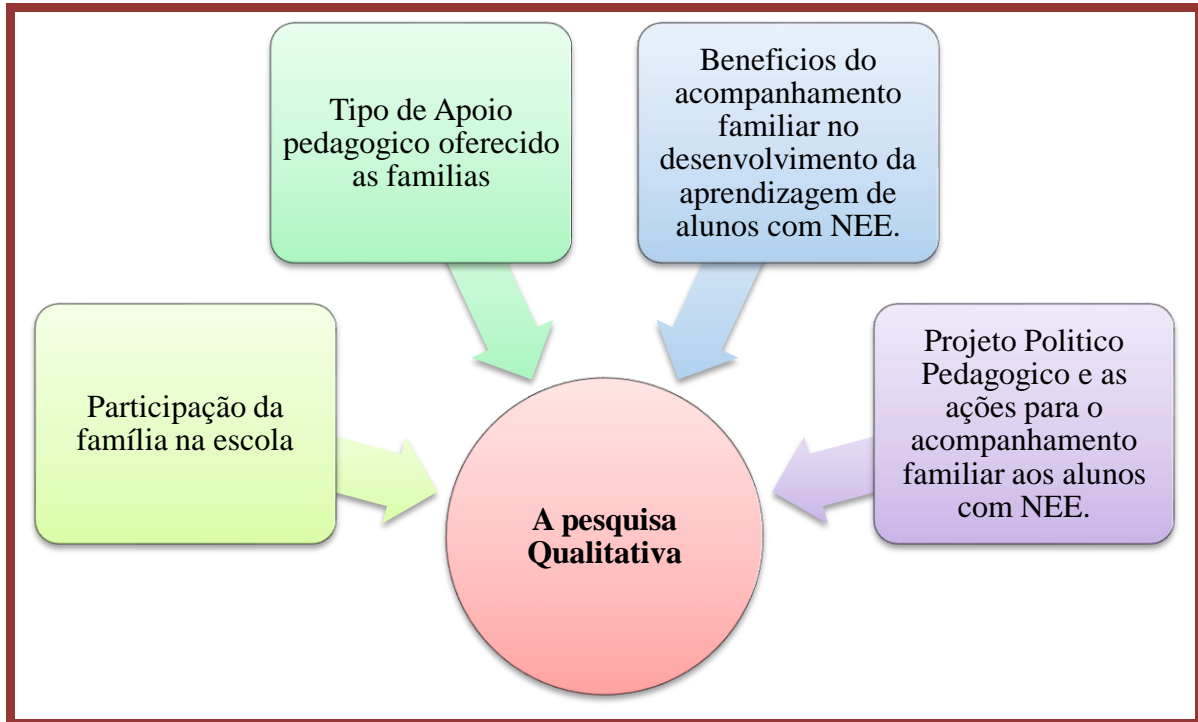 Participação da
família na escola
Tipo de Apoio
pedagogico oferecido
as familias
Beneficios do
acompanhamento
familiar no
desenvolvimento da
aprendizagem de
alunos com NEE.
Projeto Politico
Pedagogico e as
ações para o
acompanhamento
familiar aos alunos
com NEE.
A pesquisa
Qualitativa